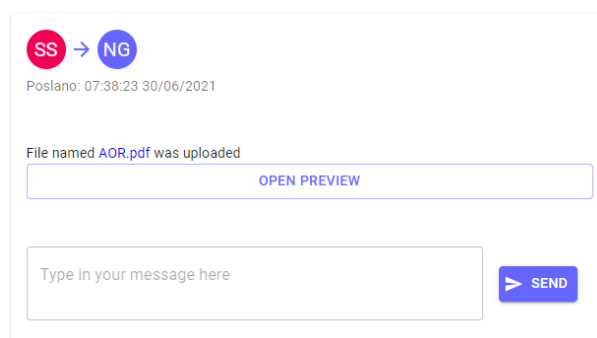 SS → NG
Poslano: 07:38:23 30/06/2021
File named AOR.pdf was uploaded
OPEN PREVIEW
Type in your message here
SEND